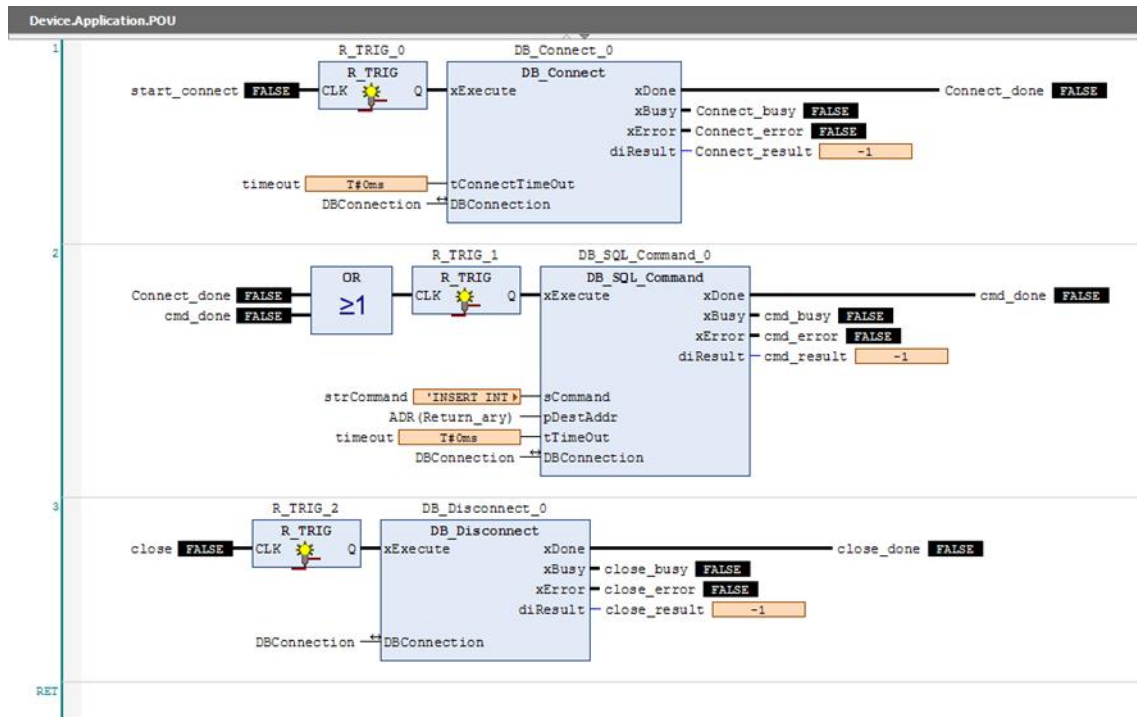 Device.Application.POU
1
R_TRIG_0 DB_Connect_0
R_TRIG DB_Connect
start_connect FALSE CLK Q xExecute xDone Connect_done FALSE
xBusy Connect_busy FALSE
xError Connect_error FALSE
diResult Connect_result -1
timeout T#0ms tConnectTimeOut
DBConnection DBConnection
2
R_TRIG_1 DB_SQL_Command_0
OR R_TRIG DB_SQL_Command
Connect_done FALSE ≥1 CLK Q xExecute xDone cmd_done FALSE
cmd_done FALSE xBusy cmd_busy FALSE
xError cmd_error FALSE
diResult cmd_result -1
strCommand 'INSERT INT sCommand
ADR(Return_ary) pDestAddr
timeout T#0ms tTimeOut
DBConnection DBConnection
3
R_TRIG_2 DB_Disconnect_0
R_TRIG DB_Disconnect
close FALSE CLK Q xExecute xDone close_done FALSE
xBusy close_busy FALSE
xError close_error FALSE
diResult close_result -1
DBConnection DBConnection
RET